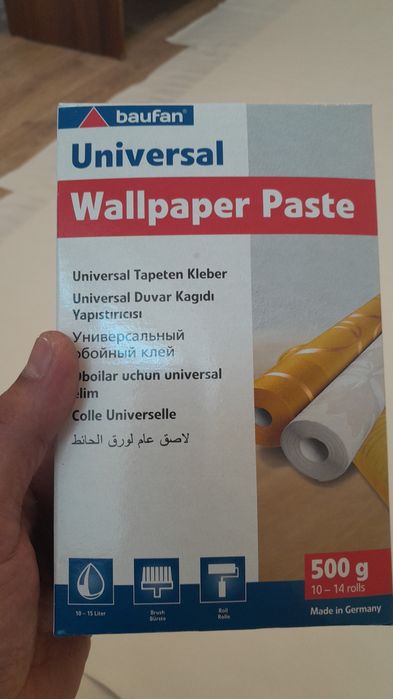 baufan®
Universal
Wallpaper Paste
Universal Tapeten Kleber
Universal Duvar Kagıdı
Yapıstırıcısı
Универсальный
обойный клей
Oboilar uchun universal
elim
Colle Universelle
لاصق عام لورق الحائط
500 g
10 – 14 rolls
10 – 15 Liter
Brush
Bürste
Roll
Rolle
Made in Germany